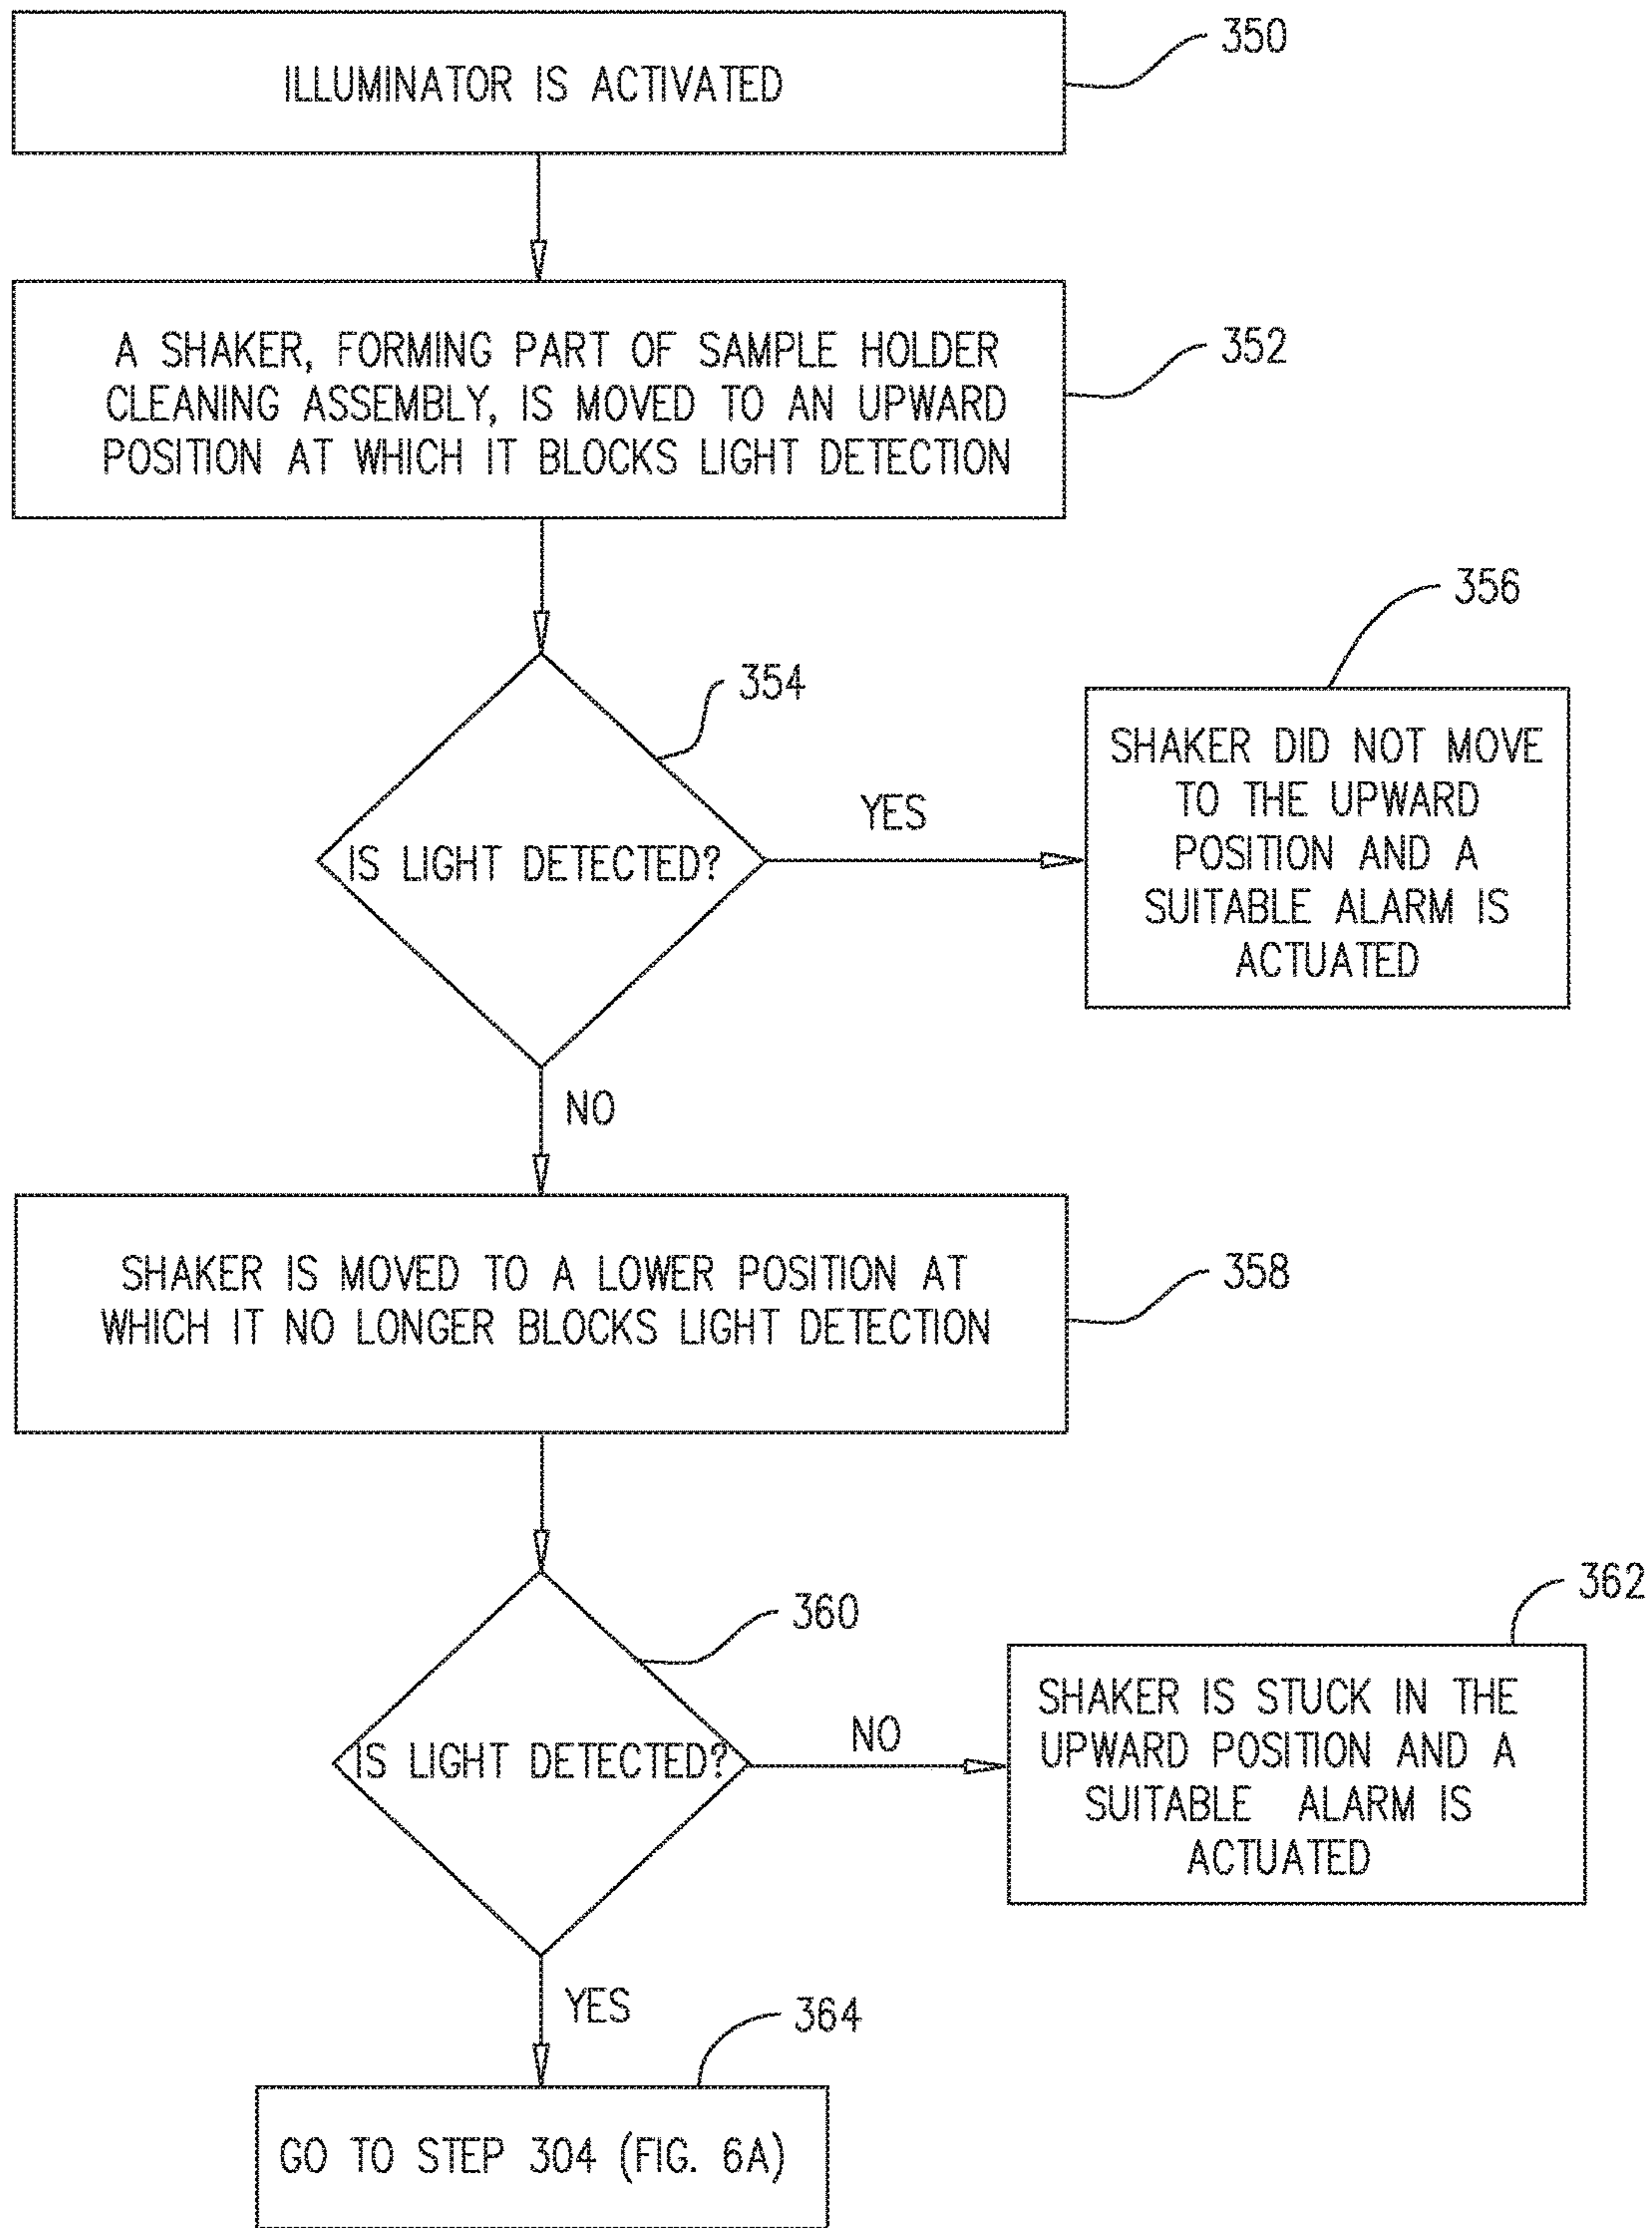 350
ILLUMINATOR IS ACTIVATED
352
A SHAKER, FORMING PART OF SAMPLE HOLDER
CLEANING ASSEMBLY, IS MOVED TO AN UPWARD
POSITION AT WHICH IT BLOCKS LIGHT DETECTION
354
IS LIGHT DETECTED?
YES
356
SHAKER DID NOT MOVE
TO THE UPWARD
POSITION AND A
SUITABLE ALARM IS
ACTUATED
NO
358
SHAKER IS MOVED TO A LOWER POSITION AT
WHICH IT NO LONGER BLOCKS LIGHT DETECTION
360
IS LIGHT DETECTED?
NO
362
SHAKER IS STUCK IN THE
UPWARD POSITION AND A
SUITABLE ALARM IS
ACTUATED
YES
364
GO TO STEP 304 (FIG. 6A)